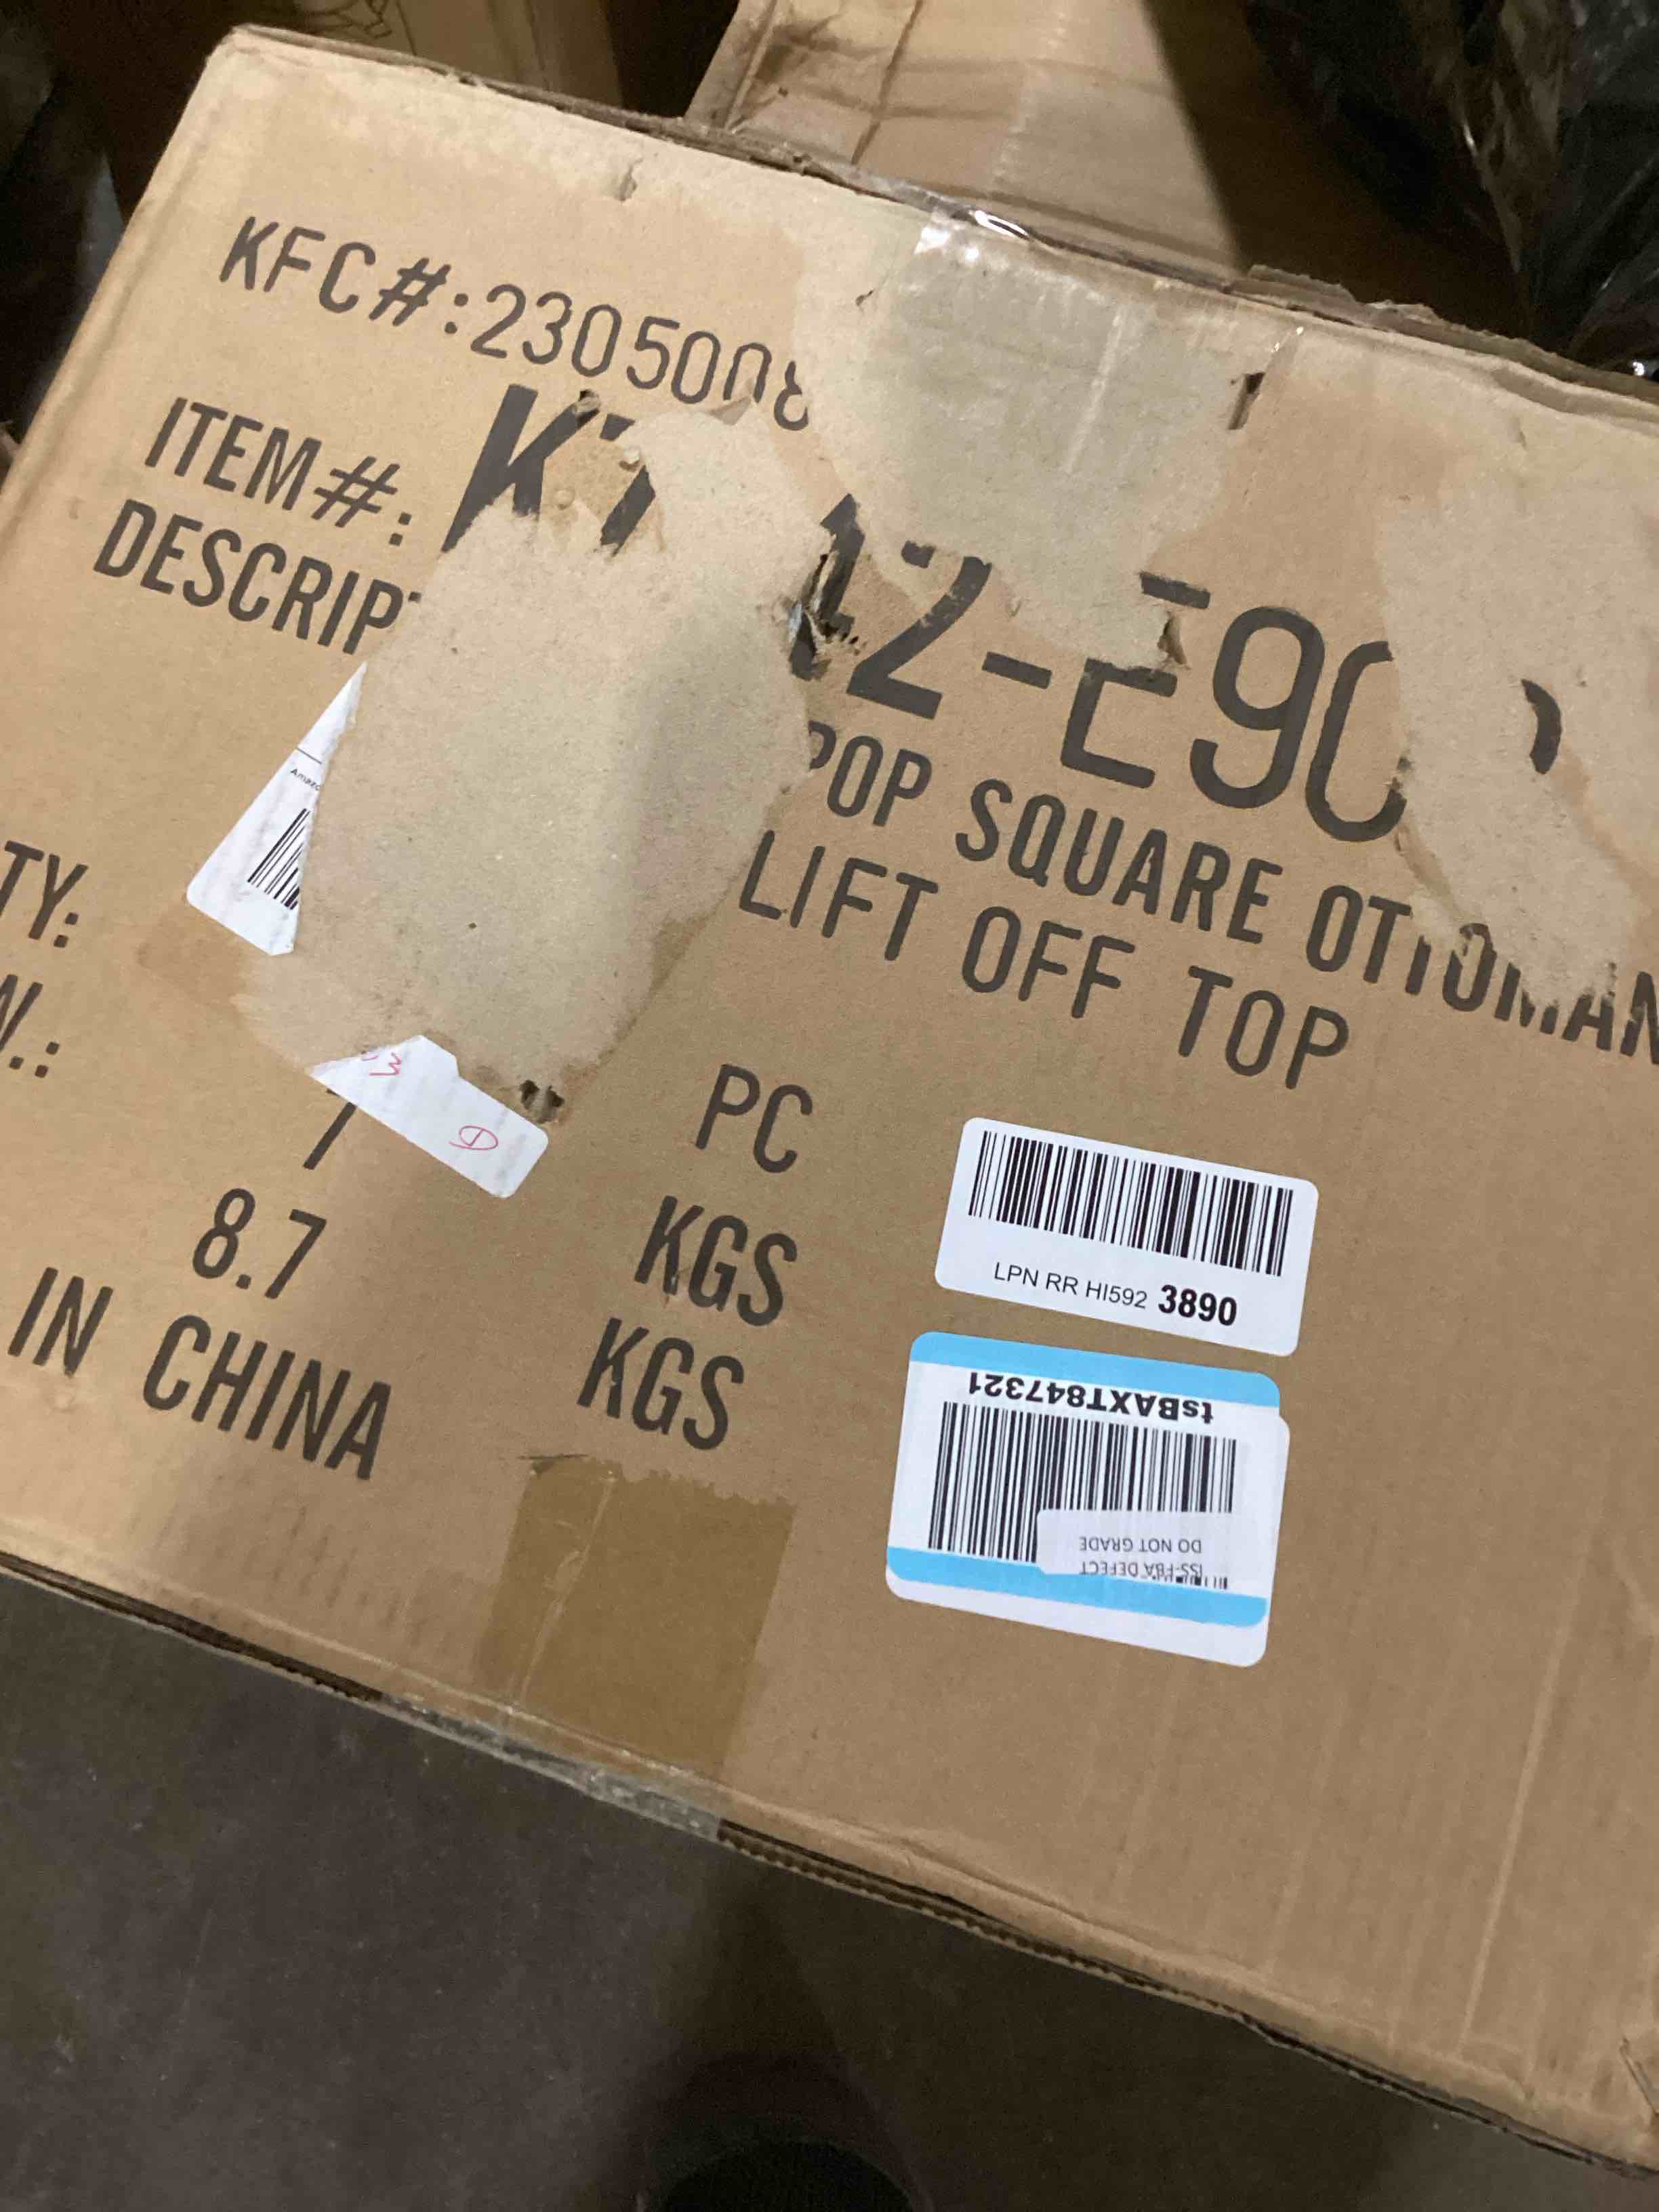 KFC#:2305008
ITEM#:
DESCRIP
POP SQUARE OTTOMAN
LIFT OFF TOP
TY:
PC
8.7 KGS
KGS
IN CHINA
LPN RR HI592 3890
tsBAXT847321
DO NOT GRADE
ISS-FBA DEFECT